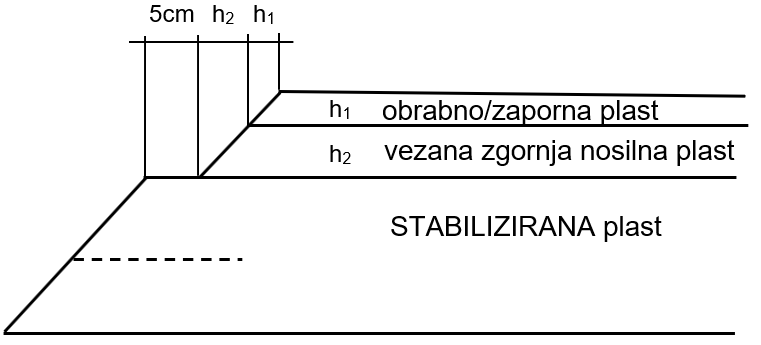 5cm h₂ h₁
h₁ obrabno/zaporna plast
h₂ vezana zgornja nosilna plast
STABILIZIRANA plast